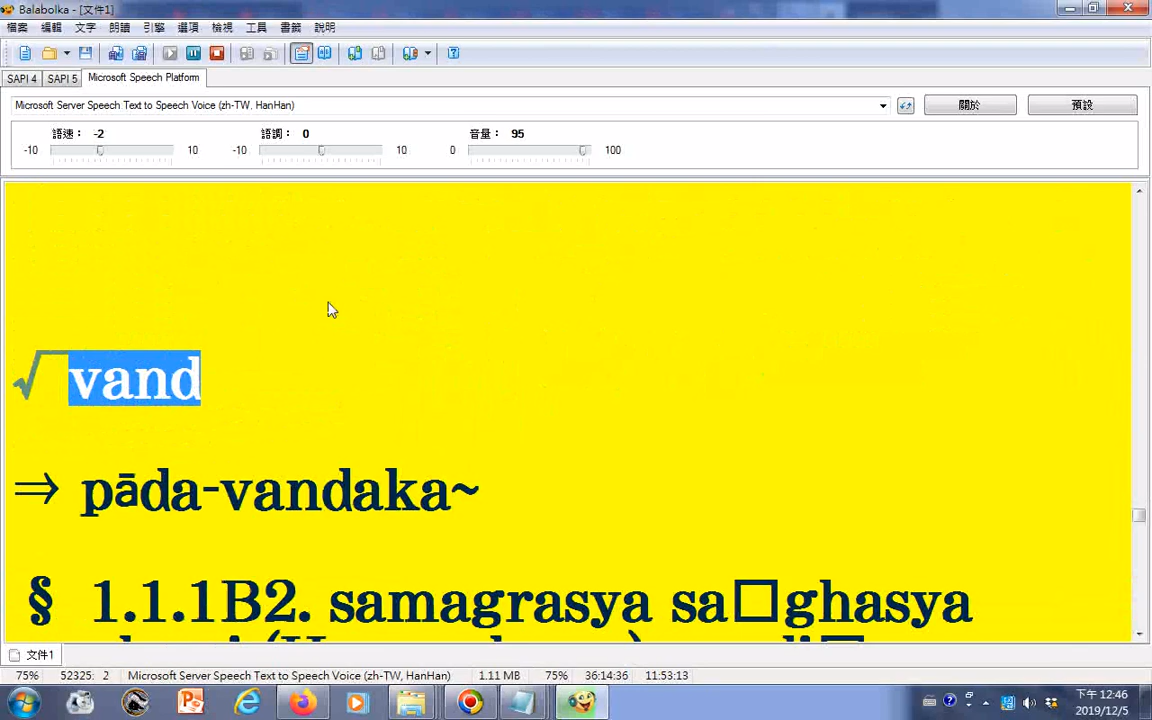 Balabolka - [文件1]
檔案 編輯 文字 朗讀 引擎 選項 檢視 工具 書籤 說明
SAPI 4 SAPI 5 Microsoft Speech Platform
Microsoft Server Speech Text to Speech Voice (zh-TW, HanHan) 關於 預設
語速： -2 語調： 0 音量： 95
-10 10 -10 10 0 100
√ vand
⇒ pāda-vandaka~
§ 1.1.1B2. samagrasya sa□ghasya
文件1
75% 52325: 2 Microsoft Server Speech Text to Speech Voice (zh-TW, HanHan) 1.11 MB 75% 36:14:36 11:53:13
下午 12:46
2019/12/5